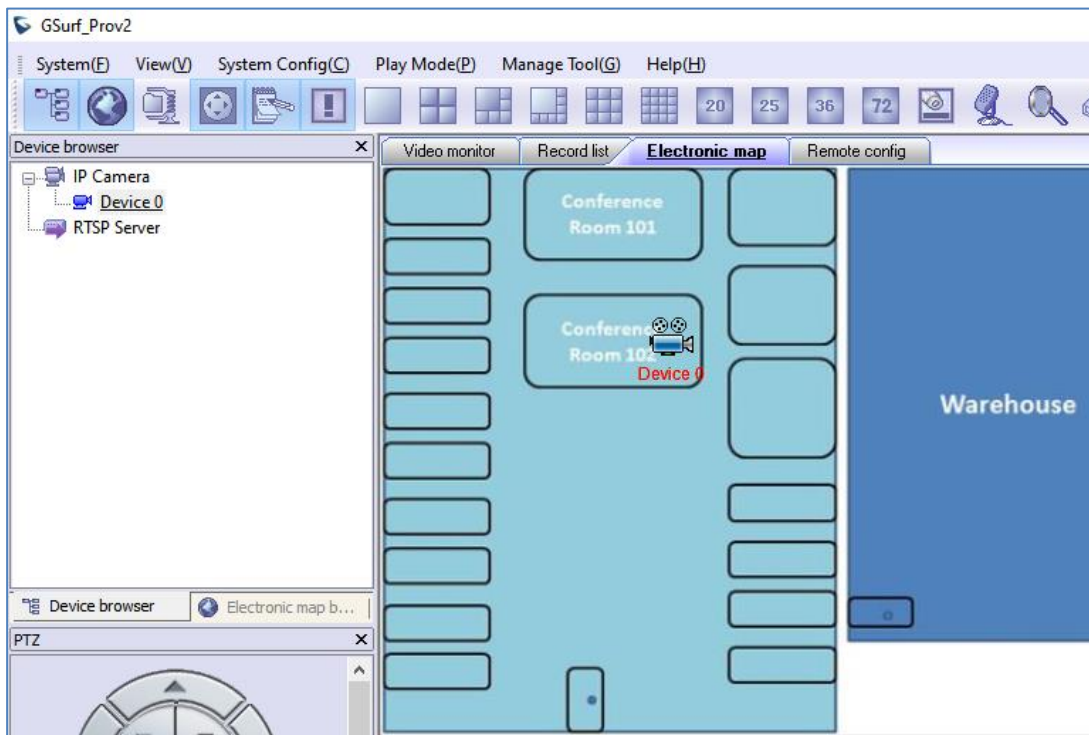 GSurf_Prov2
System(F) View(V) System Config(C) Play Mode(P) Manage Tool(G) Help(H)
20 25 36 72
Device browser X
Video monitor Record list Electronic map Remote config
IP Camera
Device 0
RTSP Server
Conference
Room 101
Conference
Room 102
Device 0
Warehouse
Device browser Electronic map b...
PTZ X